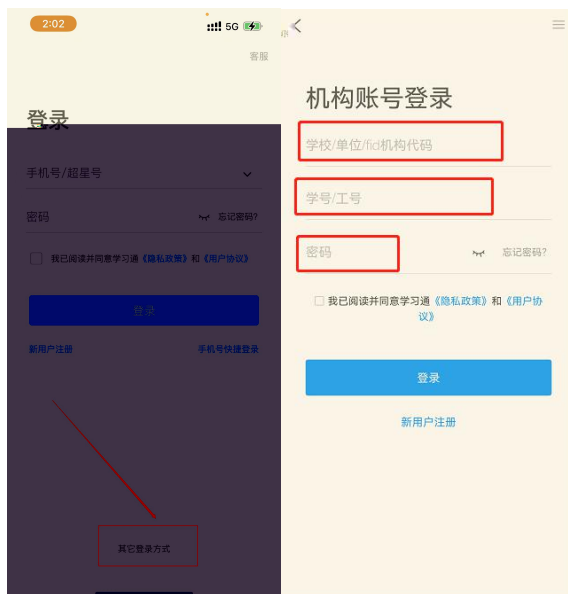 2:02
5G
客服
登录
手机号/超星号
密码
忘记密码?
我已阅读并同意学习通《隐私政策》和《用户协议》
登录
新用户注册
手机号快捷登录
其它登录方式
机构账号登录
学校/单位/fid机构代码
学号/工号
密码
忘记密码?
我已阅读并同意学习通《隐私政策》和《用户协
议》
登录
新用户注册